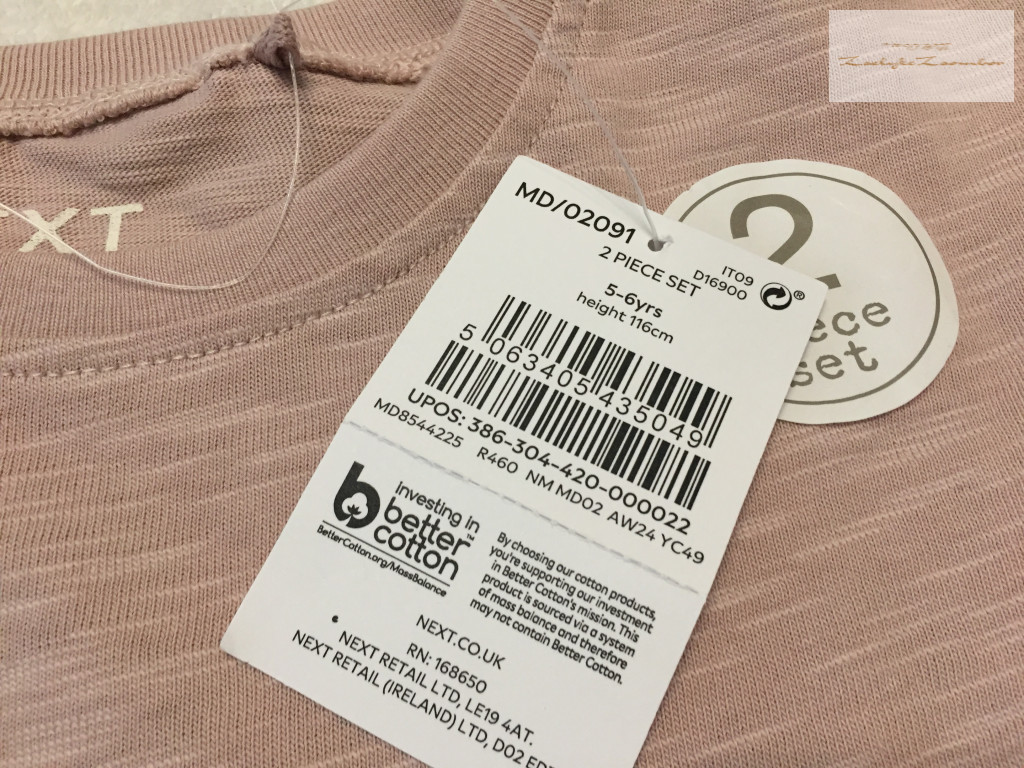 EXT
MD/02091
2 PIECE SET
IT09
D16900
®
5-6yrs
height 116cm
5 063405 435049
UPOS: 386-304-420-000022
MD8544225 R460 NM MD02 AW24 YC49
b
Investing in
better
cotton™
BetterCotton.org/MassBalance
By choosing our cotton products,
you're supporting our investment
in Better Cotton's mission. This
product is sourced via a system
of mass balance and therefore
may not contain Better Cotton.
NEXT.CO.UK
RN: 168650
NEXT RETAIL LTD, LE19 4AT.
NEXT RETAIL (IRELAND) LTD, D02
2
ece
set